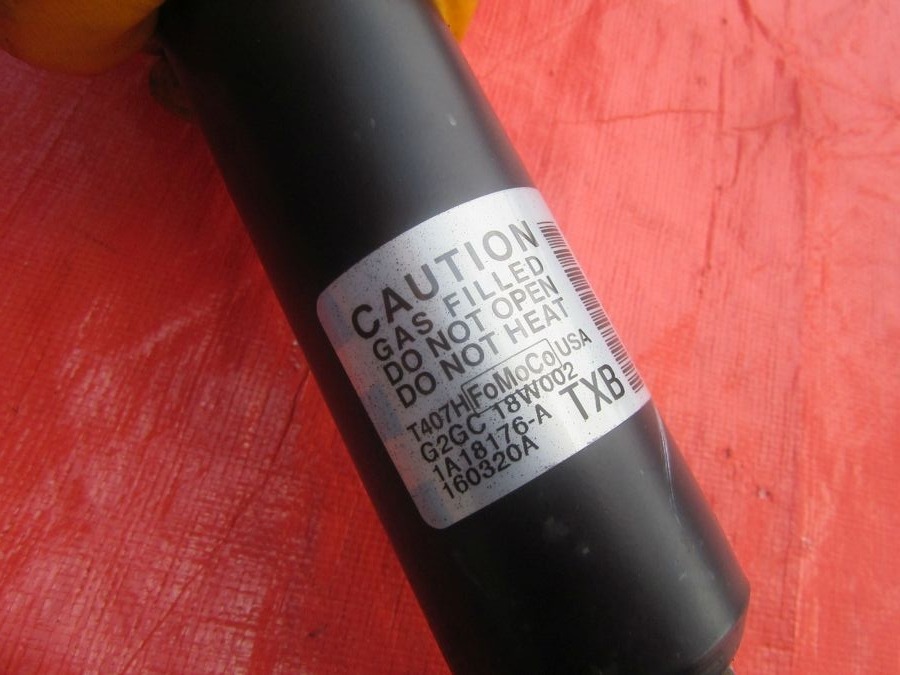 CAUTION
GAS FILLED
DO NOT OPEN
DO NOT HEAT
T407H FoMoCo USA
G2GC 18W002
1A18176-A TXB
160320A